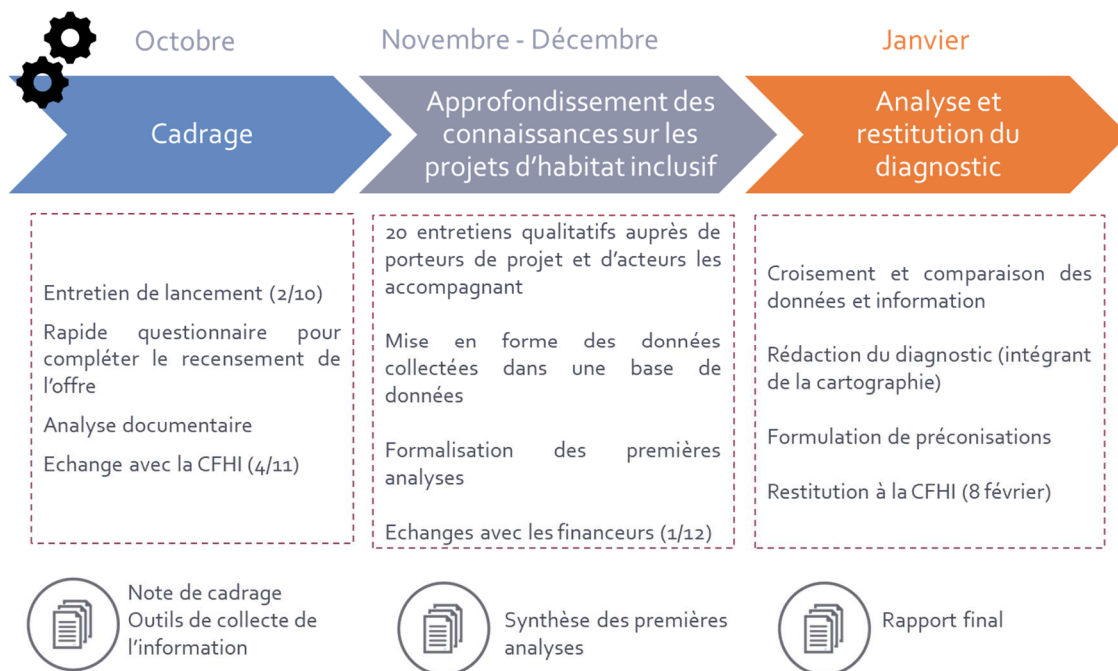 Octobre
Novembre - Décembre
Janvier
Cadrage
Approfondissement des
connaissances sur les
projets d'habitat inclusif
Analyse et
restitution du
diagnostic
Entretien de lancement (2/10)
Rapide questionnaire pour
compléter le recensement de
l'offre
Analyse documentaire
Echange avec la CFHI (4/11)
20 entretiens qualitatifs auprès de
porteurs de projet et d'acteurs les
accompagnant
Mise en forme des données
collectées dans une base de
données
Formalisation des premières
analyses
Echanges avec les financeurs (1/12)
Croisement et comparaison des
données et information
Rédaction du diagnostic (intégrant
de la cartographie)
Formulation de préconisations
Restitution à la CFHI (8 février)
Note de cadrage
Outils de collecte de
l'information
Synthèse des premières
analyses
Rapport final